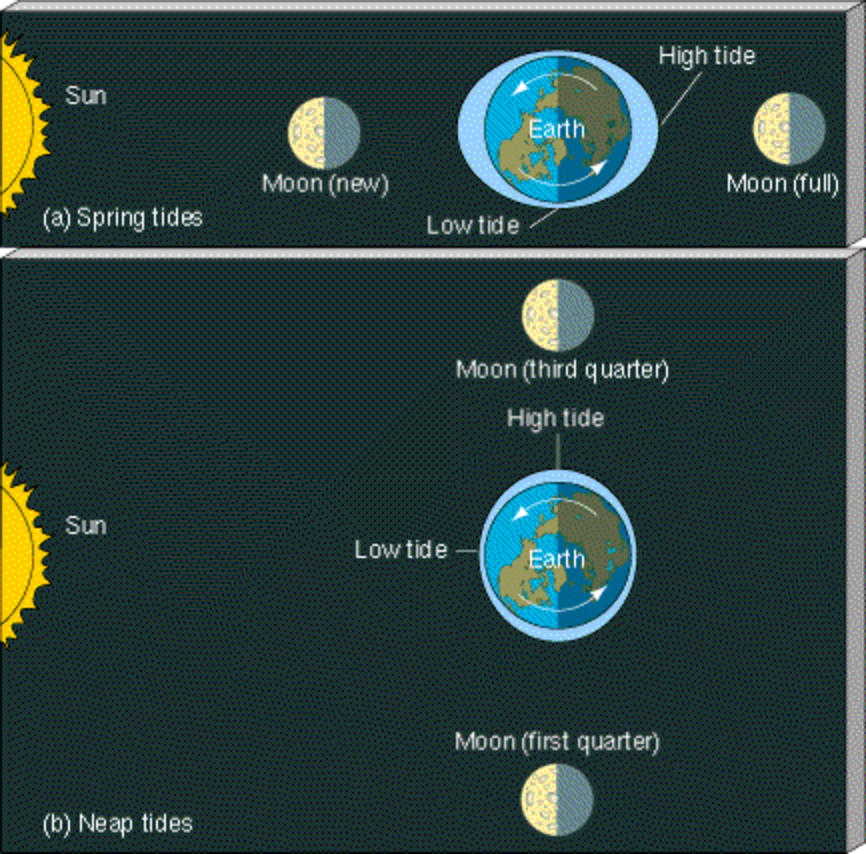 High tide
Sun
Earth
Moon (new)
Moon (full)
(a) Spring tides
Low tide
Moon (third quarter)
High tide
Sun
Low tide
Earth
Moon (first quarter)
(b) Neap tides